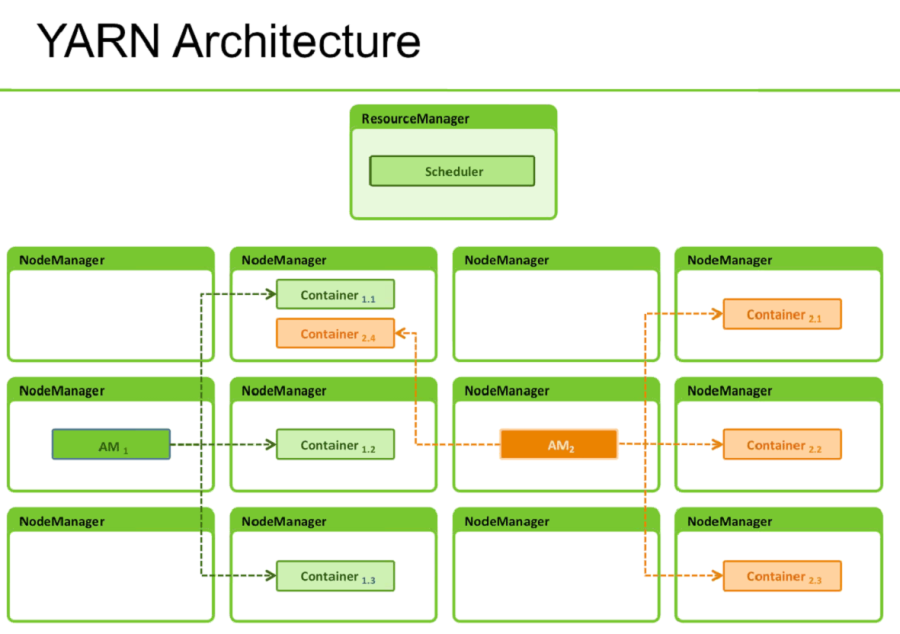 YARN Architecture
ResourceManager
Scheduler
NodeManager
NodeManager
NodeManager
NodeManager
Container 1.1
Container 2.4
Container 2.1
NodeManager
NodeManager
NodeManager
NodeManager
AM 1
Container 1.2
AM2
Container 2.2
NodeManager
NodeManager
NodeManager
NodeManager
Container 1.3
Container 2.3